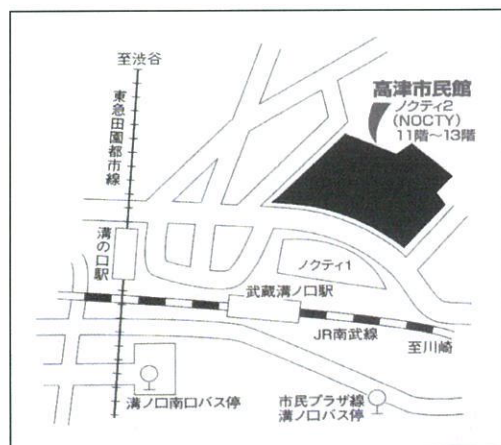 至渋谷
東急田園都市線
高津市民館
ノクティ2
(NOCTY)
11階〜13階
溝の口駅
ノクティ1
武蔵溝ノ口駅
JR南武線
至川崎
溝ノ口南口バス停
市民プラザ線
溝ノ口バス停